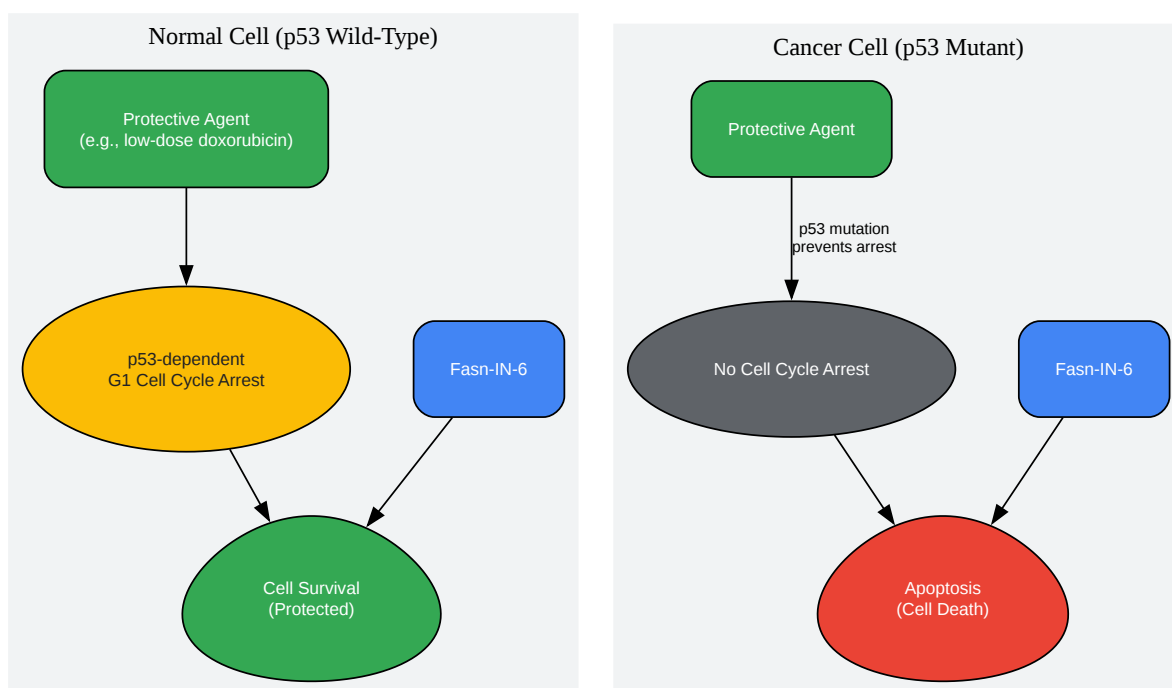 Normal Cell (p53 Wild-Type)
Protective Agent
(e.g., low-dose doxorubicin)
p53-dependent
G1 Cell Cycle Arrest
Fasn-IN-6
Cell Survival
(Protected)
Cancer Cell (p53 Mutant)
Protective Agent
p53 mutation
prevents arrest
No Cell Cycle Arrest
Fasn-IN-6
Apoptosis
(Cell Death)